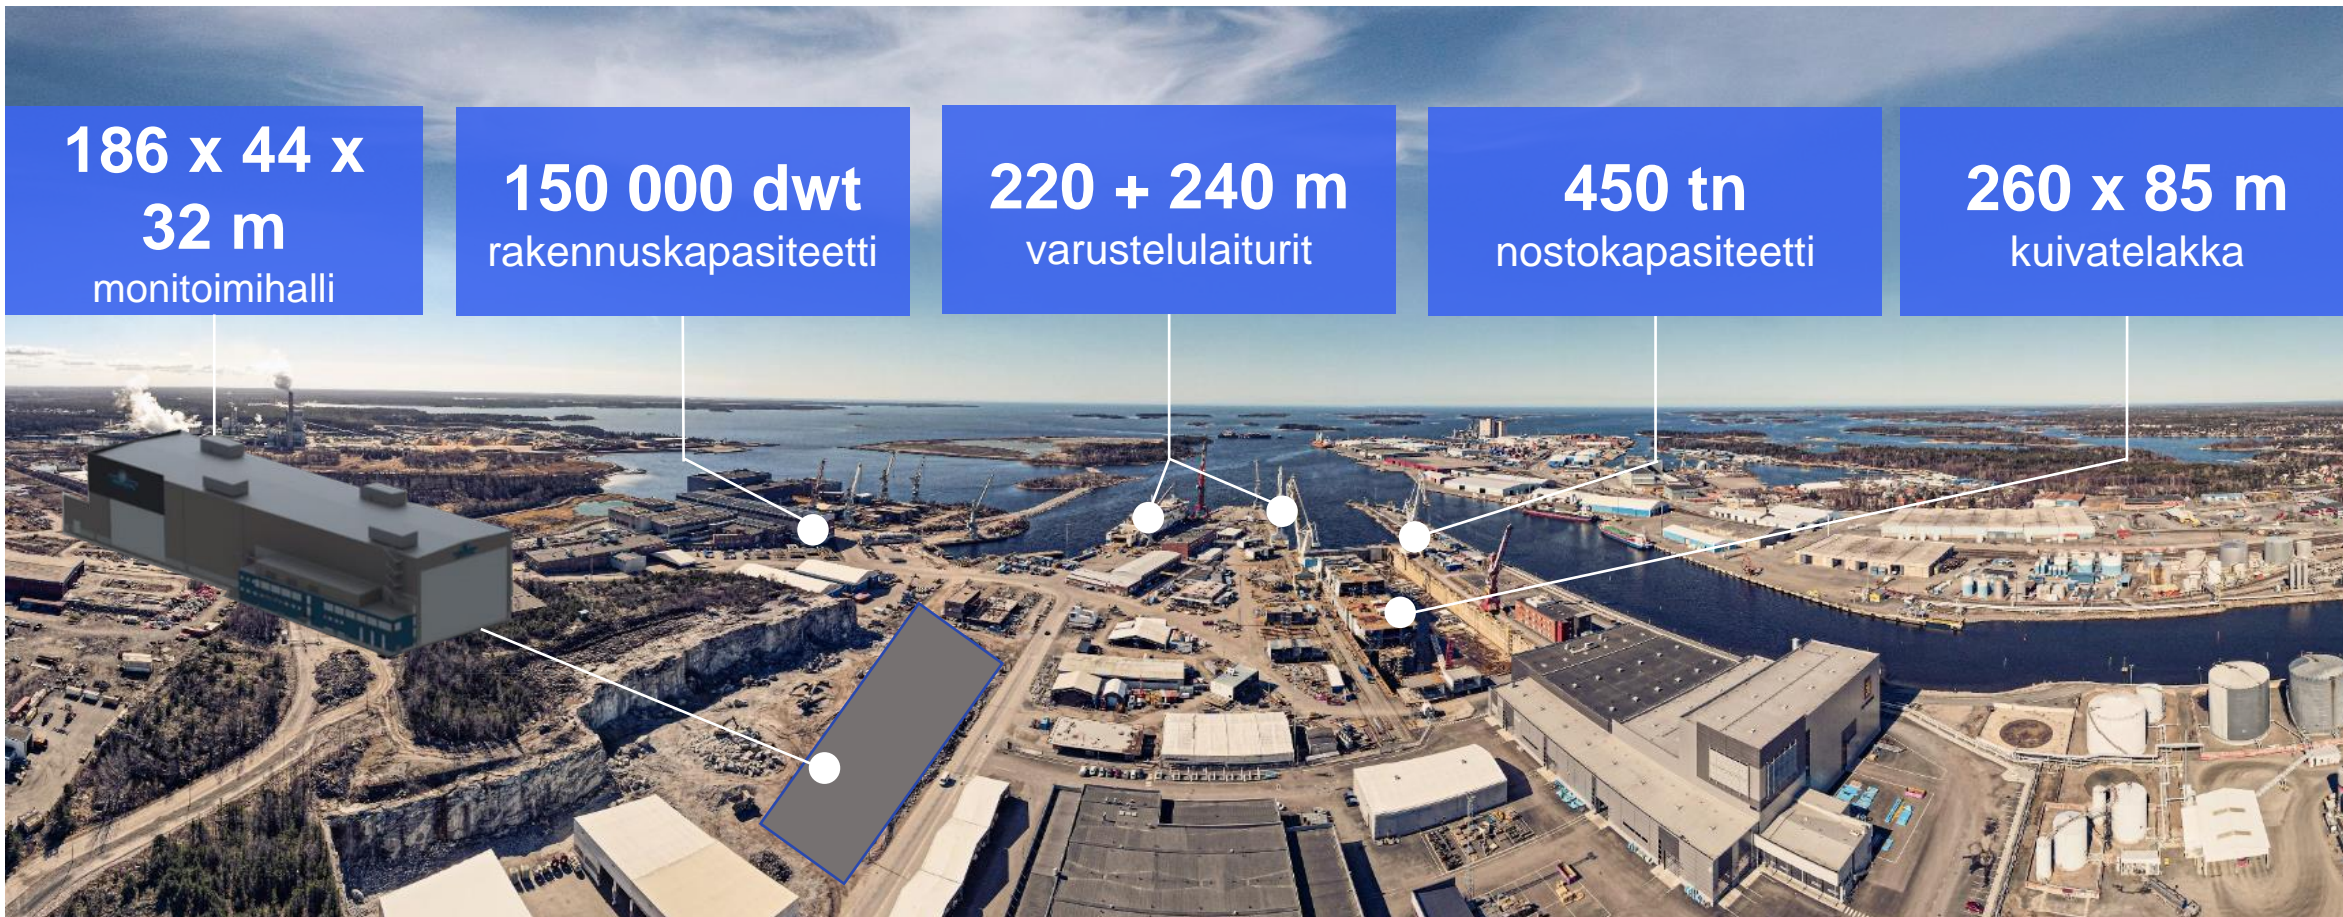 186 x 44 x
32 m
monitoimihalli
150 000 dwt
rakennuskapasiteetti
220 + 240 m
varustelulaiturit
450 tn
nostokapasiteetti
260 x 85 m
kuivatelakka